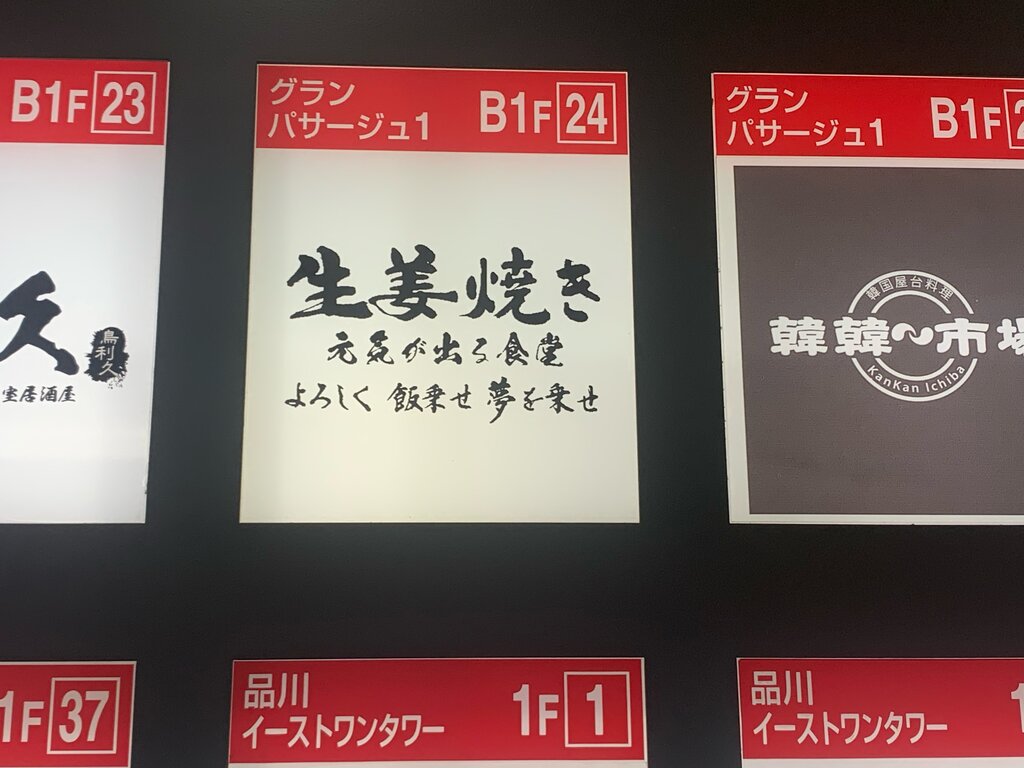 B1F 23
久
鳥利久
室居酒屋
グラン
パサージュ1
B1F 24
生姜焼き
元気が出る食堂
よろしく 飯乗せ 夢を乗せ
グラン
パサージュ1
B1F
韓国屋台料理
韓韓〜市場
KanKan Ichiba
1F 37
品川
イーストワンタワー
1F 1
品川
イーストワンタワー